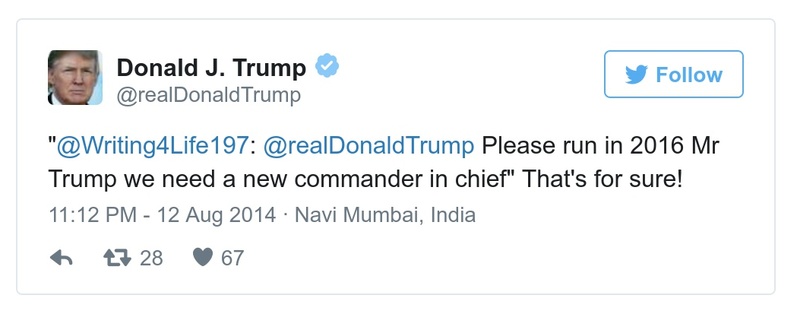 Donald J. Trump
@realDonaldTrump
Follow
"@Writing4Life197: @realDonaldTrump Please run in 2016 Mr
Trump we need a new commander in chief" That's for sure!
11:12 PM - 12 Aug 2014 · Navi Mumbai, India
28 67